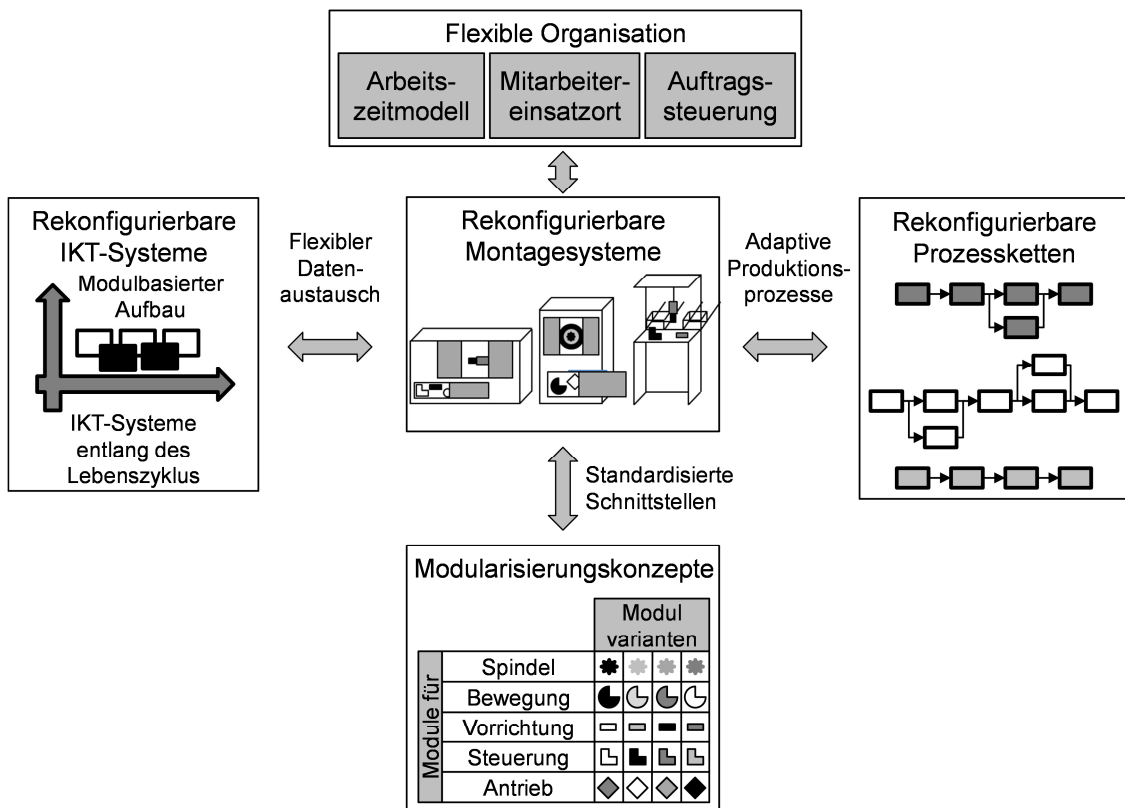 Flexible Organisation
Arbeits-
zeitmodell
Mitarbeiter-
einsatzort
Auftrags-
steuerung
Rekonfigurierbare
IKT-Systeme
Modulbasierter
Aufbau
IKT-Systeme
entlang des
Lebenszyklus
Flexibler
Daten-
austausch
Rekonfigurierbare
Montagesysteme
Adaptive
Produktions-
prozesse
Rekonfigurierbare
Prozessketten
Standardisierte
Schnittstellen
Modularisierungskonzepte
Modul
varianten
Module für
Spindel
Bewegung
Vorrichtung
Steuerung
Antrieb